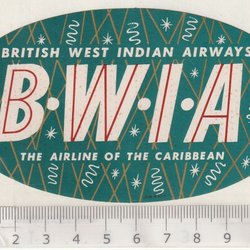 BRITISH WEST INDIAN AIRWAYS
B·W·I·A
THE AIRLINE OF THE CARIBBEAN
1 2 3 4 5 6 7 8 9